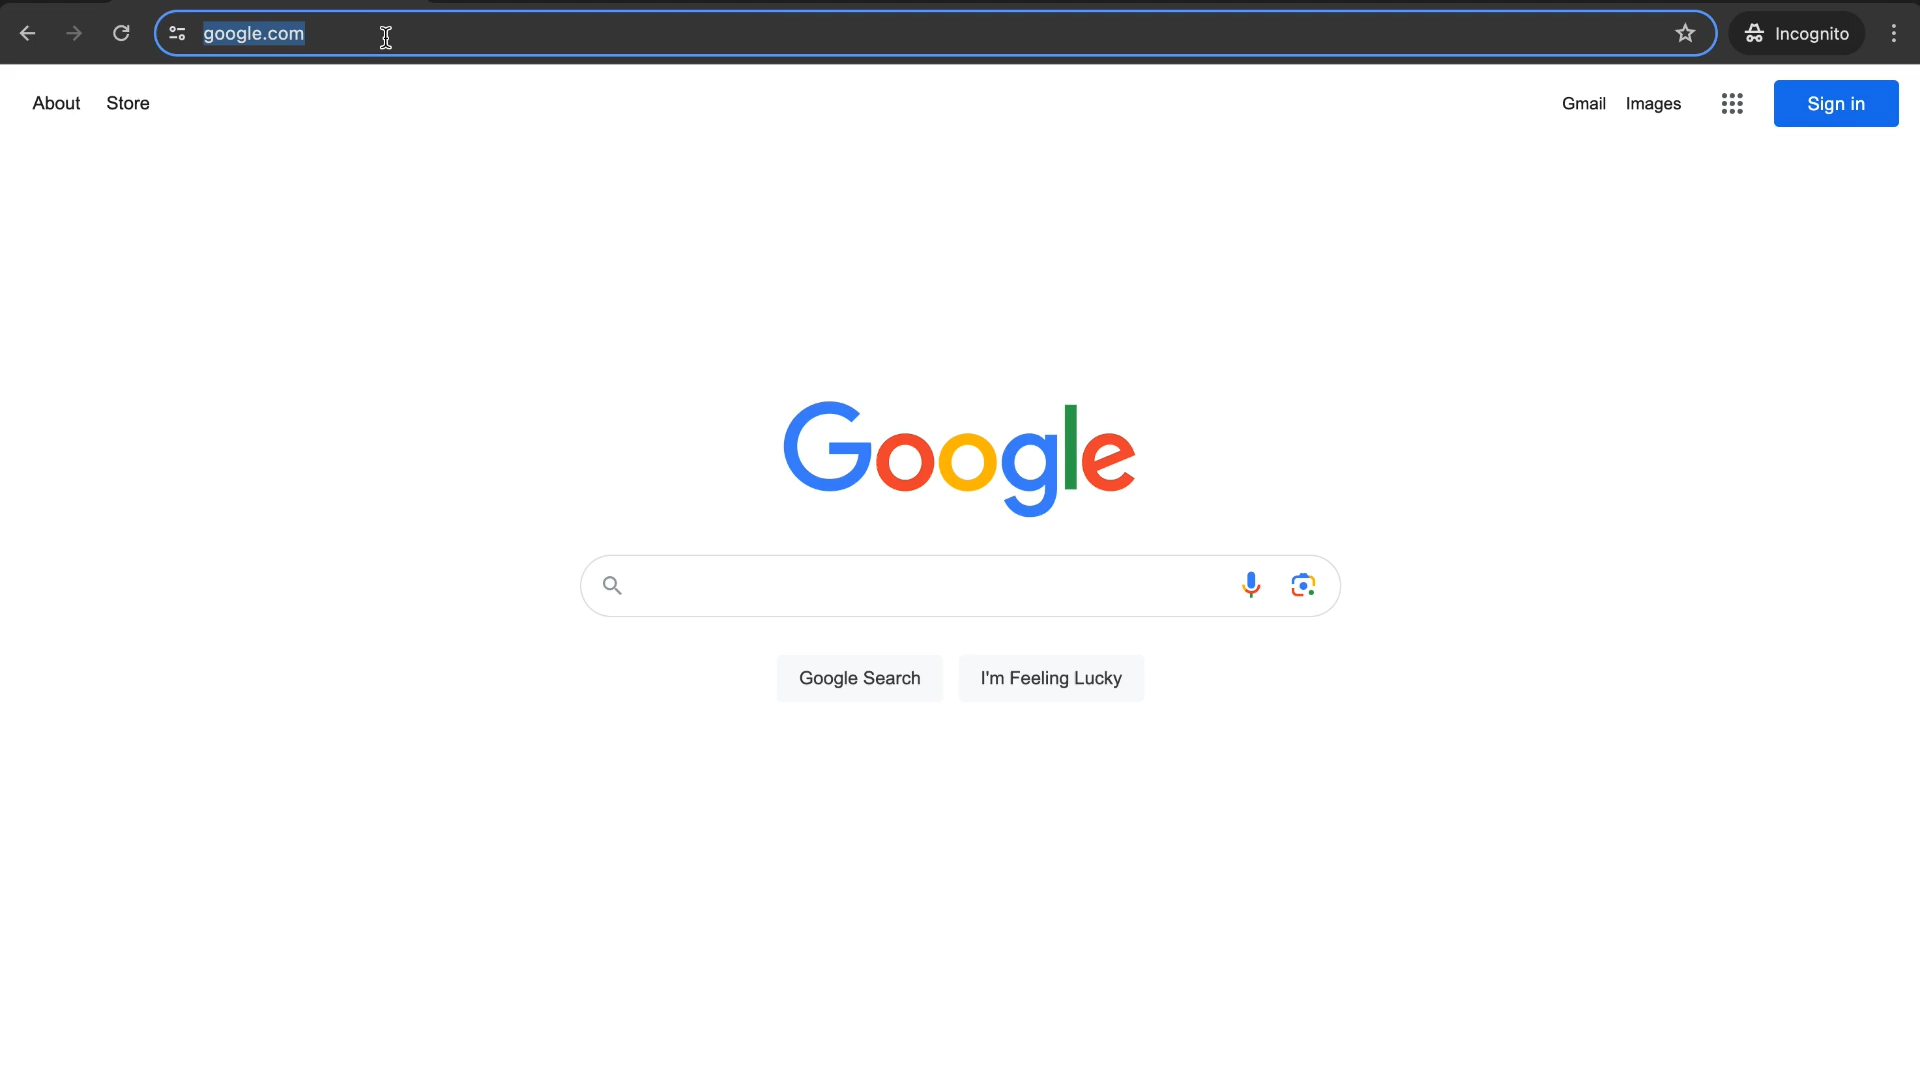 google.com
Incognito
About Store
Gmail Images
Sign in
Google
Google Search
I'm Feeling Lucky